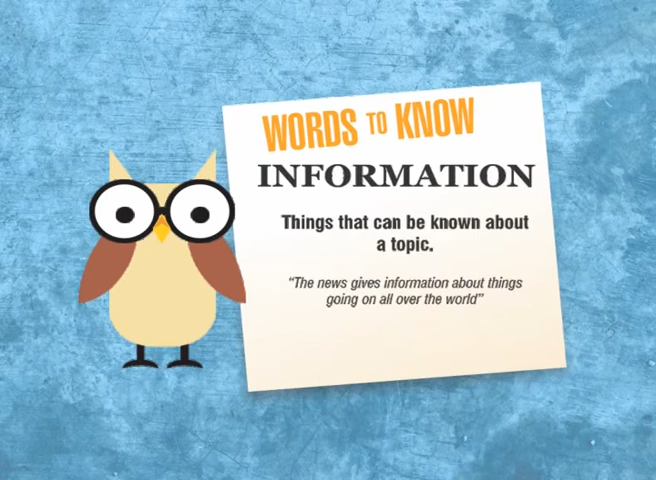 WORDS TO KNOW
INFORMATION
Things that can be known about
a topic.
“The news gives information about things
going on all over the world”